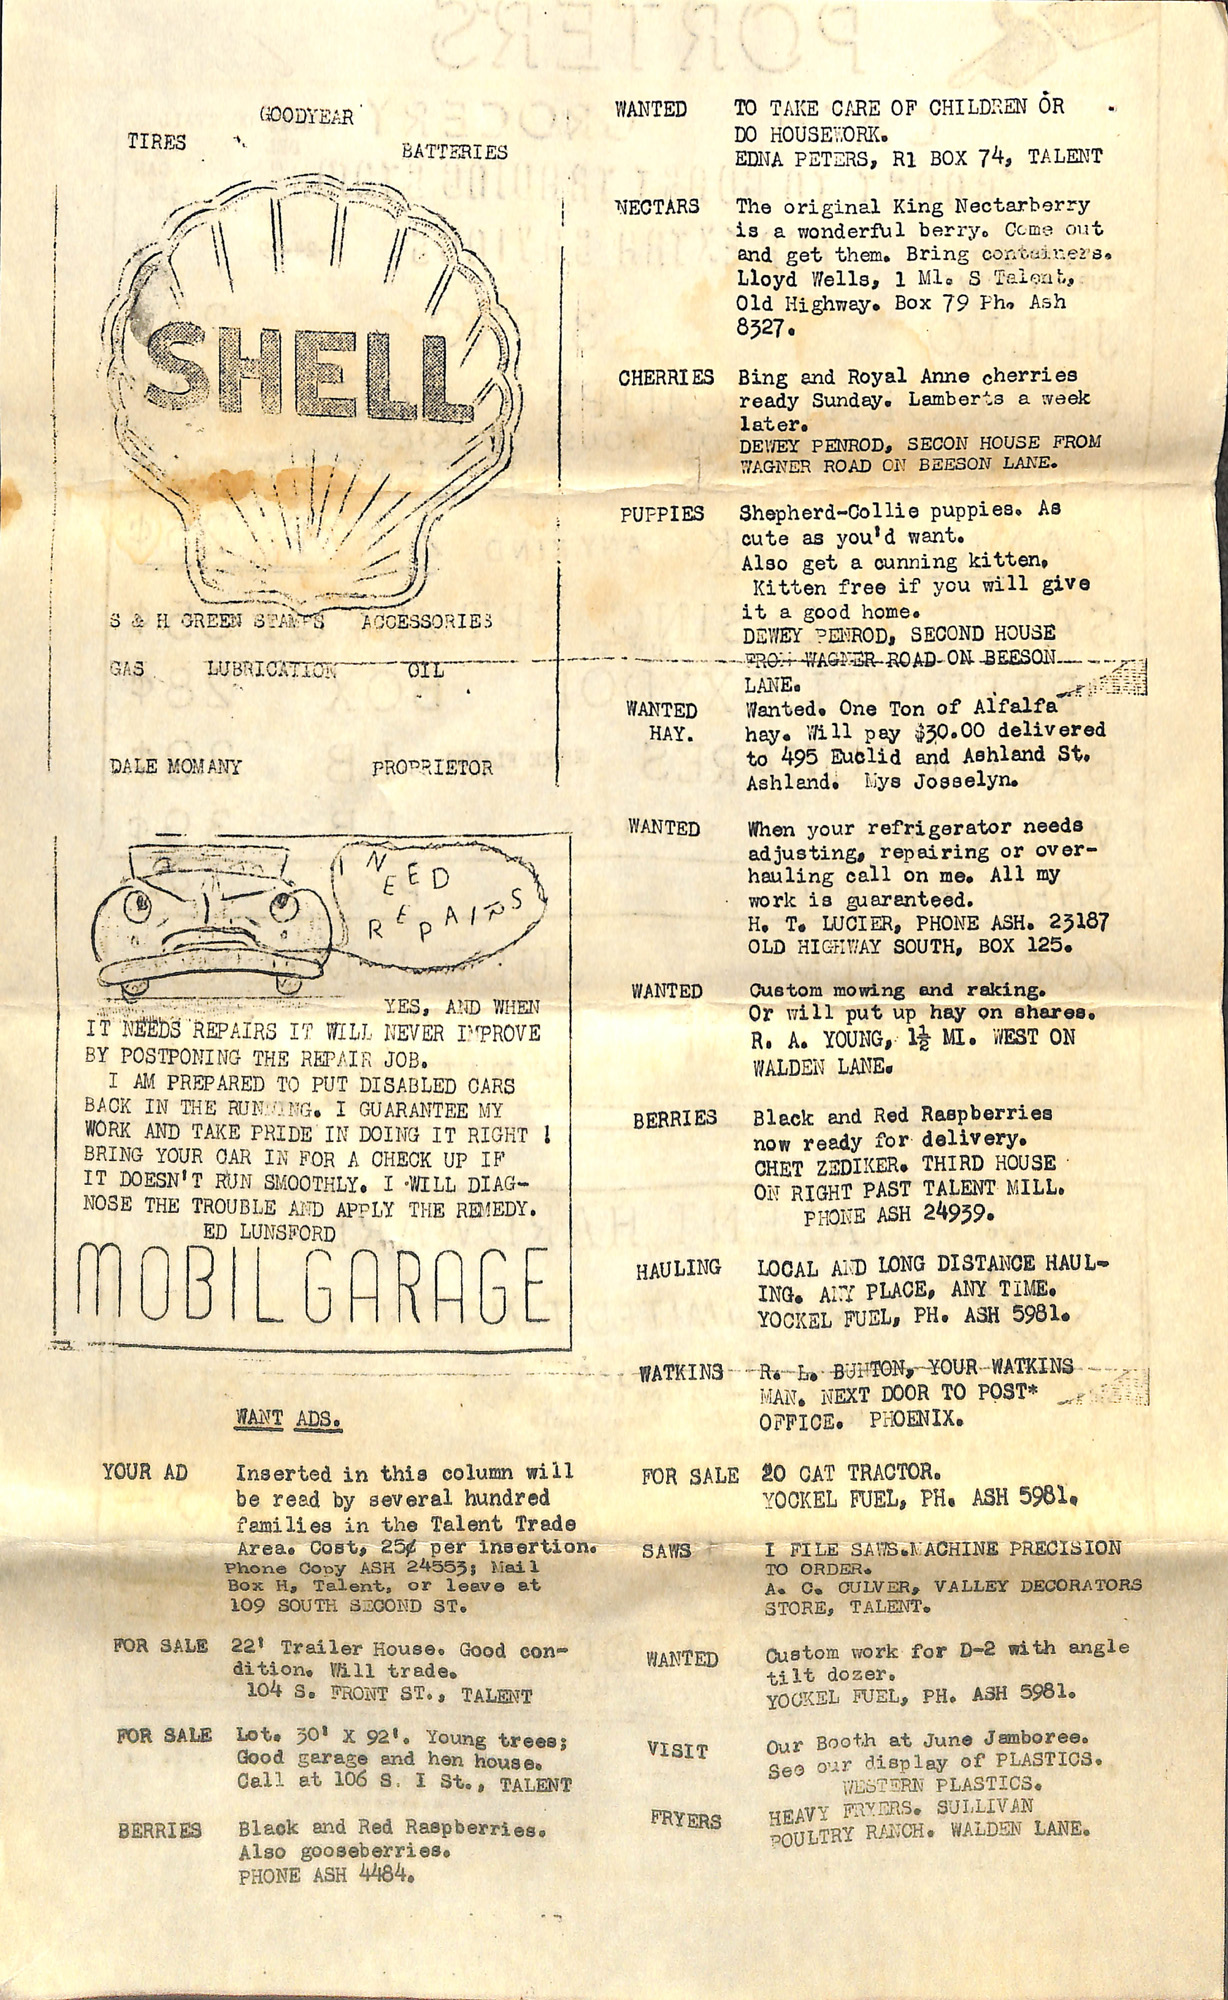 GOODYEAR
TIRES
BATTERIES
SHELL
S & H GREEN STAMPS ACCESSORIES
GAS LUBRICATION OIL
DALE MOMANY PROPRIETOR
I NEED
REPAIRS
YES, AND WHEN
IT NEEDS REPAIRS IT WILL NEVER IMPROVE
BY POSTPONING THE REPAIR JOB.
I AM PREPARED TO PUT DISABLED CARS
BACK IN THE RUNNING. I GUARANTEE MY
WORK AND TAKE PRIDE IN DOING IT RIGHT !
BRING YOUR CAR IN FOR A CHECK UP IF
IT DOESN'T RUN SMOOTHLY. I WILL DIAG-
NOSE THE TROUBLE AND APPLY THE REMEDY.
ED LUNSFORD
MOBIL GARAGE
WANT ADS.
YOUR AD Inserted in this column will
be read by several hundred
families in the Talent Trade
Area. Cost, 25¢ per insertion.
Phone Copy ASH 24553; Mail
Box H, Talent, or leave at
109 SOUTH SECOND ST.
FOR SALE 22' Trailer House. Good con-
dition. Will trade.
104 S. FRONT ST., TALENT
FOR SALE Lot. 30' X 92'. Young trees;
Good garage and hen house.
Call at 106 S. I St., TALENT
BERRIES Black and Red Raspberries.
Also gooseberries.
PHONE ASH 4484.
WANTED TO TAKE CARE OF CHILDREN OR
DO HOUSEWORK.
EDNA PETERS, R1 BOX 74, TALENT
NECTARS The original King Nectarberry
is a wonderful berry. Come out
and get them. Bring containers.
Lloyd Wells, 1 Ml. S Talent,
Old Highway. Box 79 Ph. Ash
8327.
CHERRIES Bing and Royal Anne cherries
ready Sunday. Lamberts a week
later.
DEWEY PENROD, SECON HOUSE FROM
WAGNER ROAD ON BEESON LANE.
PUPPIES Shepherd-Collie puppies. As
cute as you'd want.
Also get a cunning kitten,
Kitten free if you will give
it a good home.
DEWEY PENROD, SECOND HOUSE
FROM WAGNER ROAD ON BEESON
LANE.
WANTED Wanted. One Ton of Alfalfa
HAY. hay. Will pay $30.00 delivered
to 495 Euclid and Ashland St.
Ashland. Mys Josselyn.
WANTED When your refrigerator needs
adjusting, repairing or over-
hauling call on me. All my
work is guaranteed.
H. T. LUCIER, PHONE ASH. 23187
OLD HIGHWAY SOUTH, BOX 125.
WANTED Custom mowing and raking.
Or will put up hay on shares.
R. A. YOUNG, 1½ MI. WEST ON
WALDEN LANE.
BERRIES Black and Red Raspberries
now ready for delivery.
CHET ZEDIKER. THIRD HOUSE
ON RIGHT PAST TALENT MILL.
PHONE ASH 24939.
HAULING LOCAL AND LONG DISTANCE HAUL-
ING. ANY PLACE, ANY TIME.
YOCKEL FUEL, PH. ASH 5981.
WATKINS R. L. BURTON, YOUR WATKINS
MAN. NEXT DOOR TO POST*
OFFICE. PHOENIX.
FOR SALE 20 CAT TRACTOR.
YOCKEL FUEL, PH. ASH 5981.
SAWS I FILE SAWS.MACHINE PRECISION
TO ORDER.
A. C. CULVER, VALLEY DECORATORS
STORE, TALENT.
WANTED Custom work for D-2 with angle
tilt dozer.
YOCKEL FUEL, PH. ASH 5981.
VISIT Our Booth at June Jamboree.
See our display of PLASTICS.
WESTERN PLASTICS.
FRYERS HEAVY FRYERS. SULLIVAN
POULTRY RANCH. WALDEN LANE.